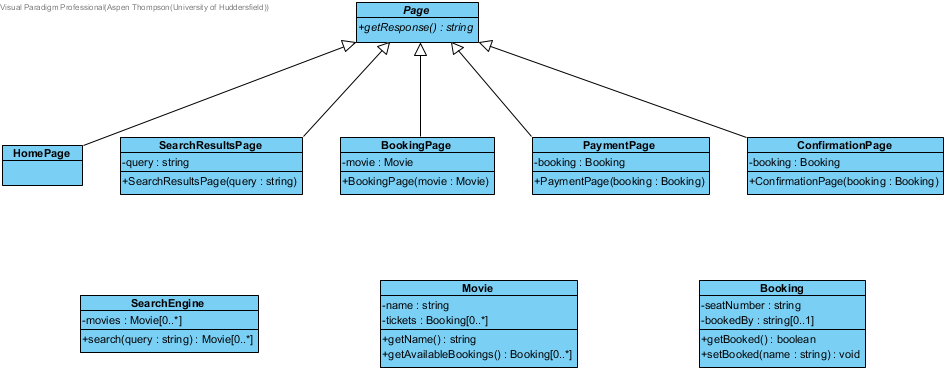 Visual Paradigm Professional(Aspen Thompson(University of Huddersfield))
Page
+getResponse() : string
HomePage
SearchResultsPage
-query : string
+SearchResultsPage(query : string)
BookingPage
-movie : Movie
+BookingPage(movie : Movie)
PaymentPage
-booking : Booking
+PaymentPage(booking : Booking)
ConfirmationPage
-booking : Booking
+ConfirmationPage(booking : Booking)
SearchEngine
-movies : Movie[0..*]
+search(query : string) : Movie[0..*]
Movie
-name : string
-tickets : Booking[0..*]
+getName() : string
+getAvailableBookings() : Booking[0..*]
Booking
-seatNumber : string
-bookedBy : string[0..1]
+getBooked() : boolean
+setBooked(name : string) : void